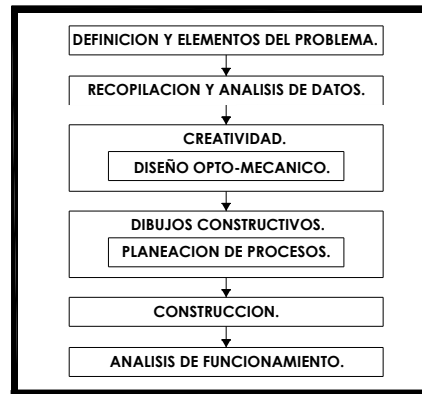 DEFINICION Y ELEMENTOS DEL PROBLEMA.
RECOPILACION Y ANALISIS DE DATOS.
CREATIVIDAD.
DISEÑO OPTO-MECANICO.
DIBUJOS CONSTRUCTIVOS.
PLANEACION DE PROCESOS.
CONSTRUCCION.
ANALISIS DE FUNCIONAMIENTO.